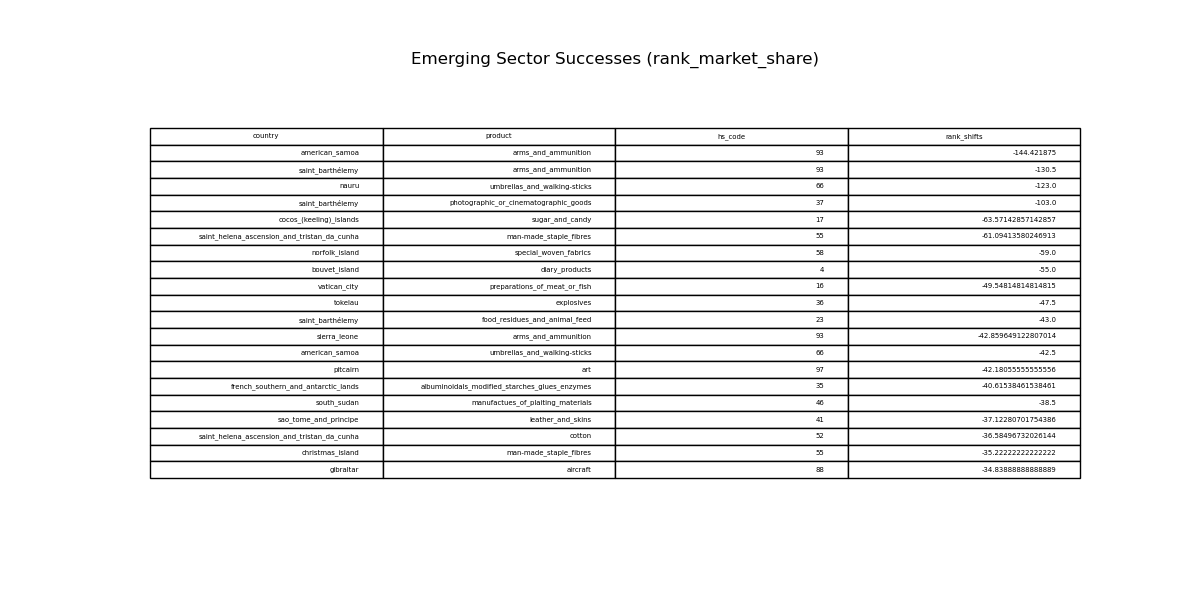 Emerging Sector Successes (rank_market_share)
country product hs_code rank_shifts
american_samoa arms_and_ammunition 93 -144.421875
saint_barthélemy arms_and_ammunition 93 -130.5
nauru umbrellas_and_walking-sticks 66 -123.0
saint_barthélemy photographic_or_cinematographic_goods 37 -103.0
cocos_(keeling)_islands sugar_and_candy 17 -63.57142857142857
saint_helena_ascension_and_tristan_da_cunha man-made_staple_fibres 55 -61.09413580246913
norfolk_island special_woven_fabrics 58 -59.0
bouvet_island diary_products 4 -55.0
vatican_city preparations_of_meat_or_fish 16 -49.54814814814815
tokelau explosives 36 -47.5
saint_barthélemy food_residues_and_animal_feed 23 -43.0
sierra_leone arms_and_ammunition 93 -42.859649122807014
american_samoa umbrellas_and_walking-sticks 66 -42.5
pitcairn art 97 -42.18055555555556
french_southern_and_antarctic_lands albuminoidals_modified_starches_glues_enzymes 35 -40.61538461538461
south_sudan manufactues_of_plaiting_materials 46 -38.5
sao_tome_and_principe leather_and_skins 41 -37.12280701754386
saint_helena_ascension_and_tristan_da_cunha cotton 52 -36.58496732026144
christmas_island man-made_staple_fibres 55 -35.22222222222222
gibraltar aircraft 88 -34.83888888888889